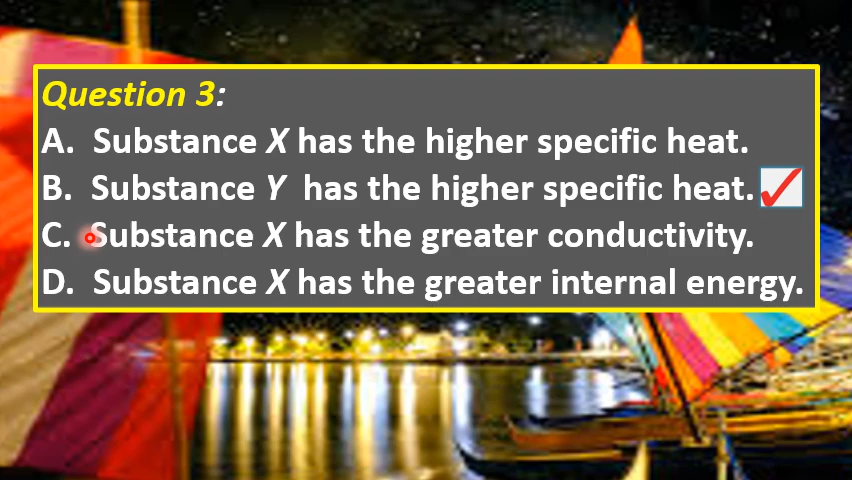 Question 3:
A. Substance X has the higher specific heat.
B. Substance Y has the higher specific heat.
C. Substance X has the greater conductivity.
D. Substance X has the greater internal energy.